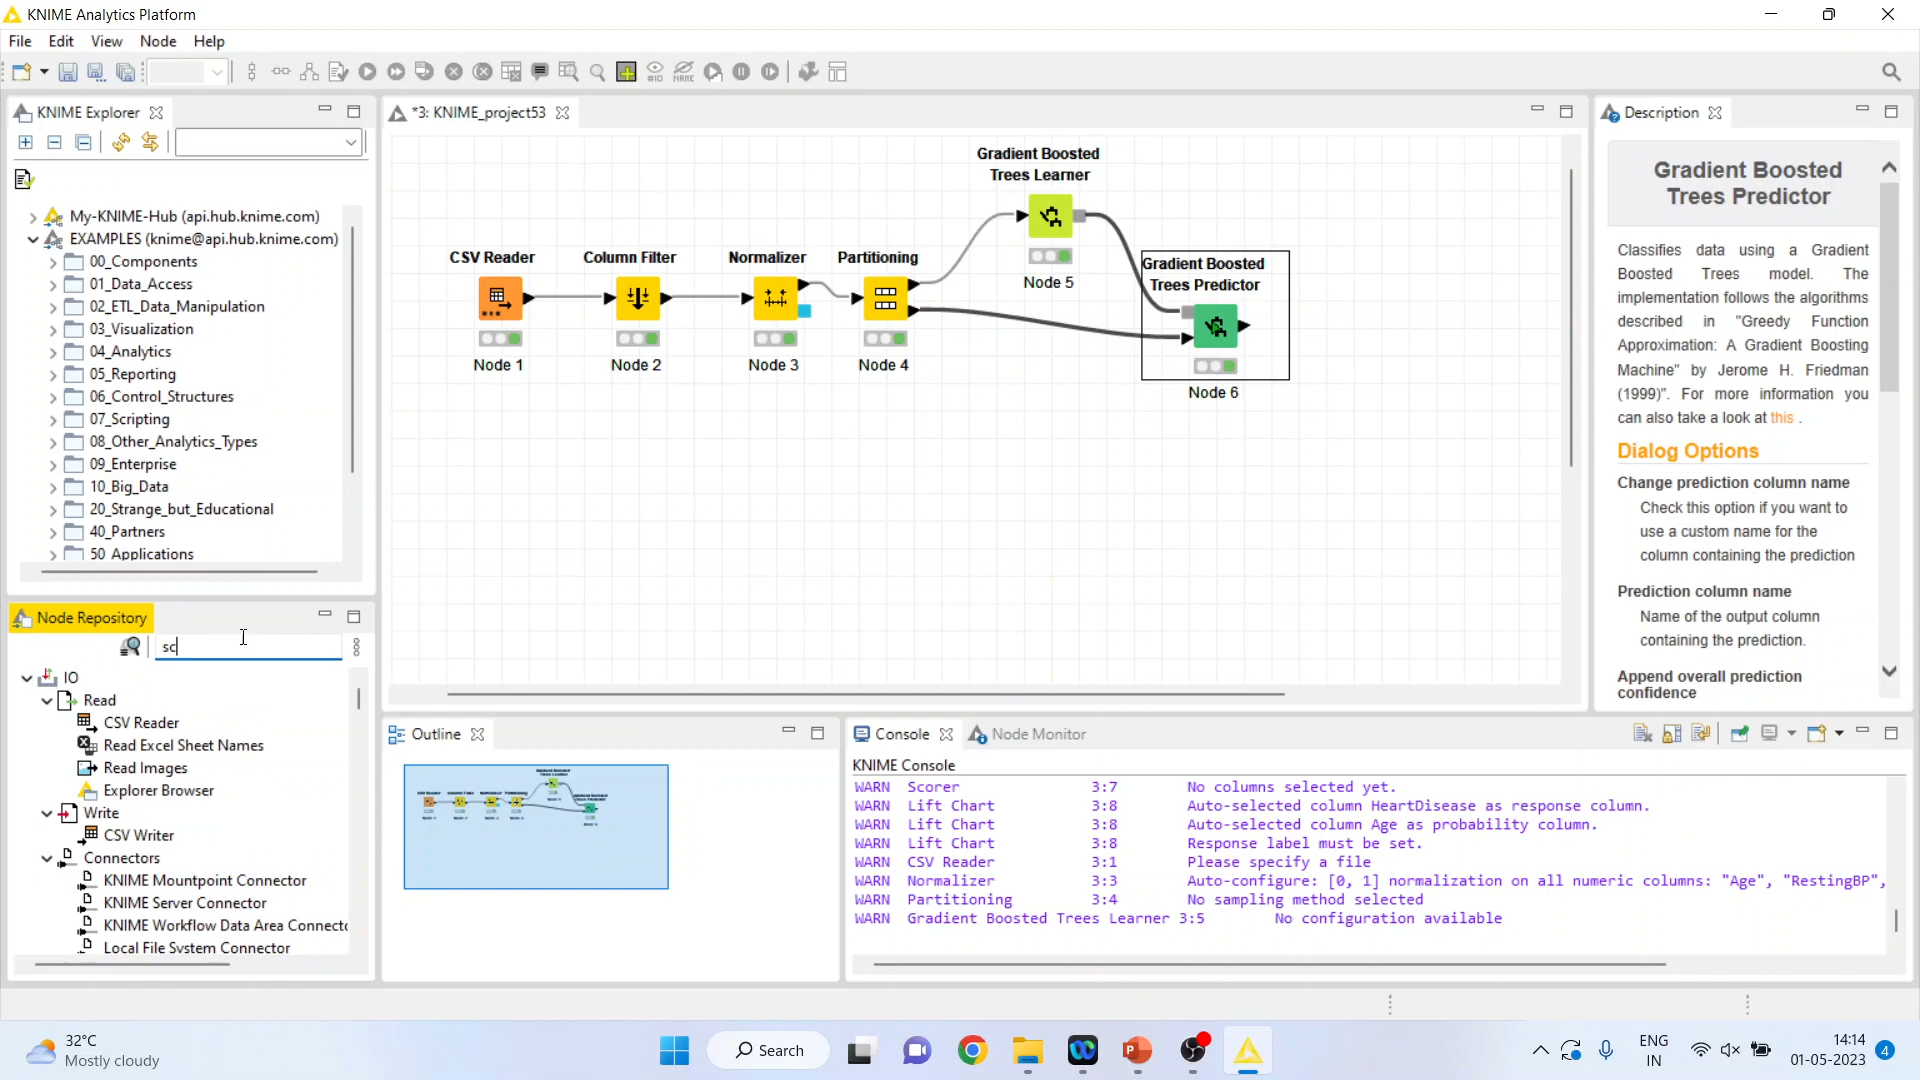 KNIME Analytics Platform
File Edit View Node Help
KNIME Explorer
My-KNIME-Hub (api.hub.knime.com)
EXAMPLES (knime@api.hub.knime.com)
00_Components
01_Data_Access
02_ETL_Data_Manipulation
03_Visualization
04_Analytics
05_Reporting
06_Control_Structures
07_Scripting
08_Other_Analytics_Types
09_Enterprise
10_Big_Data
20_Strange_but_Educational
40_Partners
50_Applications
*3: KNIME_project53
CSV Reader
Node 1
Column Filter
Node 2
Normalizer
Node 3
Partitioning
Node 4
Gradient Boosted
Trees Learner
Node 5
Gradient Boosted
Trees Predictor
Node 6
Description
Gradient Boosted
Trees Predictor
Classifies data using a Gradient
Boosted Trees model. The
implementation follows the algorithms
described in "Greedy Function
Approximation: A Gradient Boosting
Machine" by Jerome H. Friedman
(1999)". For more information you
can also take a look at this .
Dialog Options
Change prediction column name
Check this option if you want to
use a custom name for the
column containing the prediction
Prediction column name
Name of the output column
containing the prediction.
Append overall prediction
confidence
Node Repository
sc
IO
Read
CSV Reader
Read Excel Sheet Names
Read Images
Explorer Browser
Write
CSV Writer
Connectors
KNIME Mountpoint Connector
KNIME Server Connector
KNIME Workflow Data Area Connecto
Local File System Connector
Outline
Console
Node Monitor
KNIME Console
WARN Scorer 3:7 No columns selected yet.
WARN Lift Chart 3:8 Auto-selected column HeartDisease as response column.
WARN Lift Chart 3:8 Auto-selected column Age as probability column.
WARN Lift Chart 3:8 Response label must be set.
WARN CSV Reader 3:1 Please specify a file
WARN Normalizer 3:3 Auto-configure: [0, 1] normalization on all numeric columns: "Age", "RestingBP",
WARN Partitioning 3:4 No sampling method selected
WARN Gradient Boosted Trees Learner 3:5 No configuration available
32°C
Mostly cloudy
Search
ENG
IN
14:14
01-05-2023
4